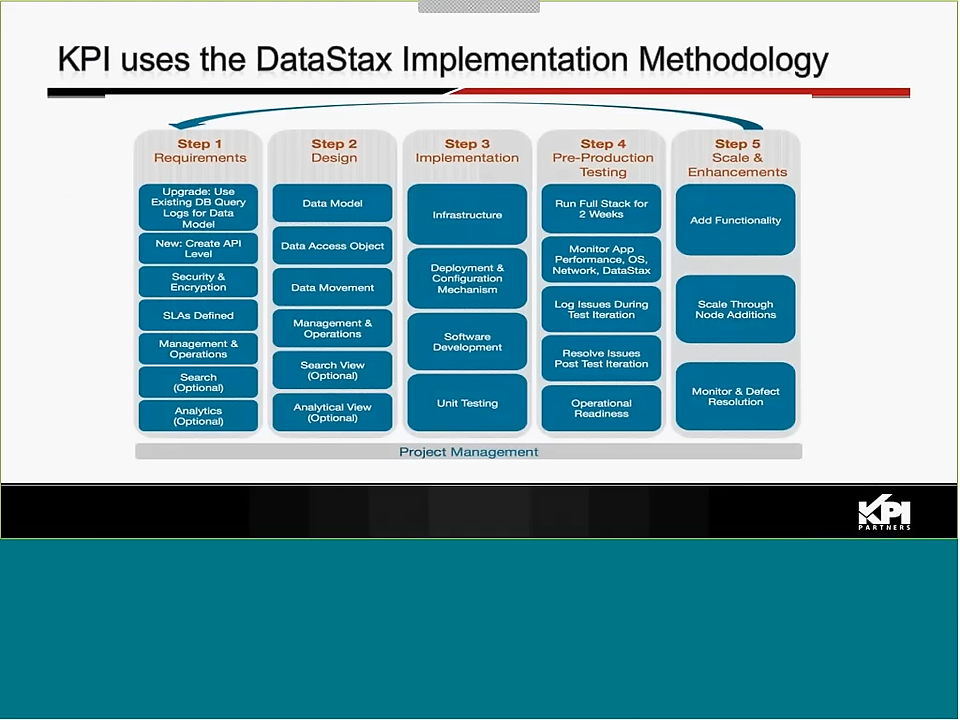 KPI uses the DataStax Implementation Methodology
Step 1
Requirements
Upgrade: Use
Existing DB Query
Logs for Data
Model
New: Create API
Level
Security &
Encryption
SLAs Defined
Management &
Operations
Search
(Optional)
Analytics
(Optional)
Step 2
Design
Data Model
Data Access Object
Data Movement
Management &
Operations
Search View
(Optional)
Analytical View
(Optional)
Step 3
Implementation
Infrastructure
Deployment &
Configuration
Mechanism
Software
Development
Unit Testing
Step 4
Pre-Production
Testing
Run Full Stack for
2 Weeks
Monitor App
Performance, OS,
Network, DataStax
Log Issues During
Test Iteration
Resolve Issues
Post Test Iteration
Operational
Readiness
Step 5
Scale &
Enhancements
Add Functionality
Scale Through
Node Additions
Monitor & Defect
Resolution
Project Management
KPI
PARTNERS